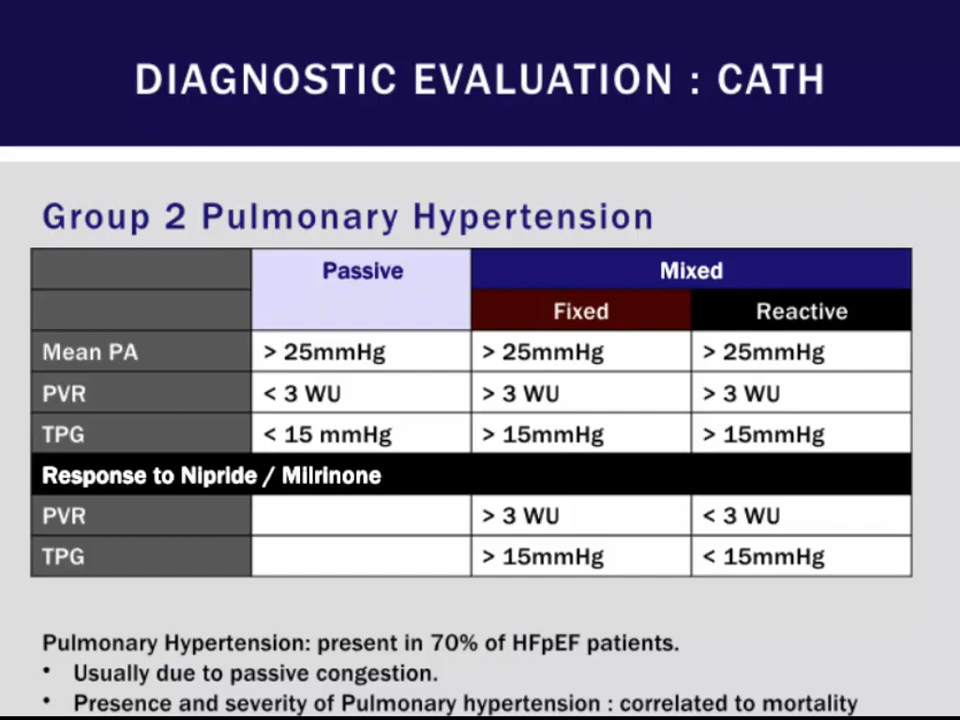 DIAGNOSTIC EVALUATION : CATH
Group 2 Pulmonary Hypertension
Passive Mixed
Fixed Reactive
Mean PA > 25mmHg > 25mmHg > 25mmHg
PVR < 3 WU > 3 WU > 3 WU
TPG < 15 mmHg > 15mmHg > 15mmHg
Response to Nipride / Milrinone
PVR > 3 WU < 3 WU
TPG > 15mmHg < 15mmHg
Pulmonary Hypertension: present in 70% of HFpEF patients.
• Usually due to passive congestion.
• Presence and severity of Pulmonary hypertension : correlated to mortality